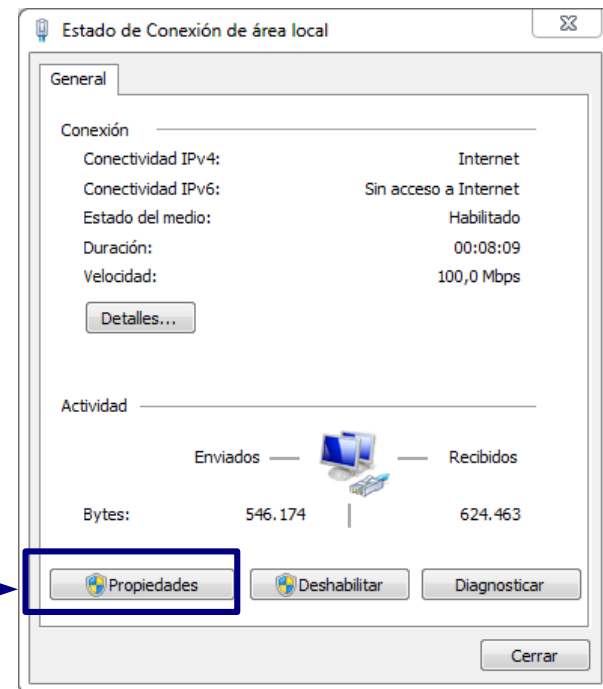 Estado de Conexión de área local
General
Conexión
Conectividad IPv4: Internet
Conectividad IPv6: Sin acceso a Internet
Estado del medio: Habilitado
Duración: 00:08:09
Velocidad: 100,0 Mbps
Detalles...
Actividad
Enviados Recibidos
Bytes: 546.174 624.463
Propiedades Deshabilitar Diagnosticar
Cerrar